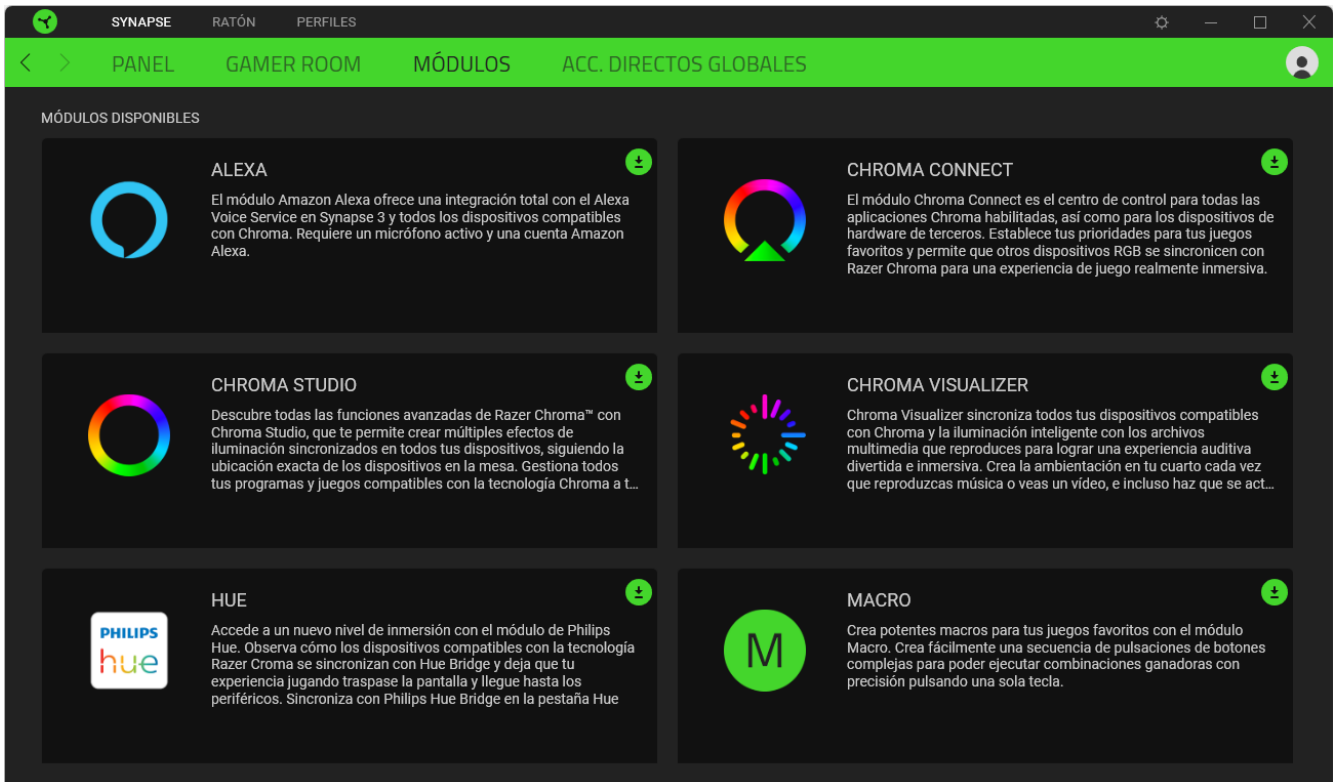 SYNAPSE RATÓN PERFILES
PANEL GAMER ROOM MÓDULOS ACC. DIRECTOS GLOBALES
MÓDULOS DISPONIBLES
ALEXA
El módulo Amazon Alexa ofrece una integración total con el Alexa
Voice Service en Synapse 3 y todos los dispositivos compatibles
con Chroma. Requiere un micrófono activo y una cuenta Amazon
Alexa.
CHROMA CONNECT
El módulo Chroma Connect es el centro de control para todas las
aplicaciones Chroma habilitadas, así como para los dispositivos de
hardware de terceros. Establece tus prioridades para tus juegos
favoritos y permite que otros dispositivos RGB se sincronicen con
Razer Chroma para una experiencia de juego realmente inmersiva.
CHROMA STUDIO
Descubre todas las funciones avanzadas de Razer Chroma™ con
Chroma Studio, que te permite crear múltiples efectos de
iluminación sincronizados en todos tus dispositivos, siguiendo la
ubicación exacta de los dispositivos en la mesa. Gestiona todos
tus programas y juegos compatibles con la tecnología Chroma a t...
CHROMA VISUALIZER
Chroma Visualizer sincroniza todos tus dispositivos compatibles
con Chroma y la iluminación inteligente con los archivos
multimedia que reproduces para lograr una experiencia auditiva
divertida e inmersiva. Crea la ambientación en tu cuarto cada vez
que reproduzcas música o veas un vídeo, e incluso haz que se act...
PHILIPS
hue
HUE
Accede a un nuevo nivel de inmersión con el módulo de Philips
Hue. Observa cómo los dispositivos compatibles con la tecnología
Razer Croma se sincronizan con Hue Bridge y deja que tu
experiencia jugando traspase la pantalla y llegue hasta los
periféricos. Sincroniza con Philips Hue Bridge en la pestaña Hue
M
MACRO
Crea potentes macros para tus juegos favoritos con el módulo
Macro. Crea fácilmente una secuencia de pulsaciones de botones
complejas para poder ejecutar combinaciones ganadoras con
precisión pulsando una sola tecla.